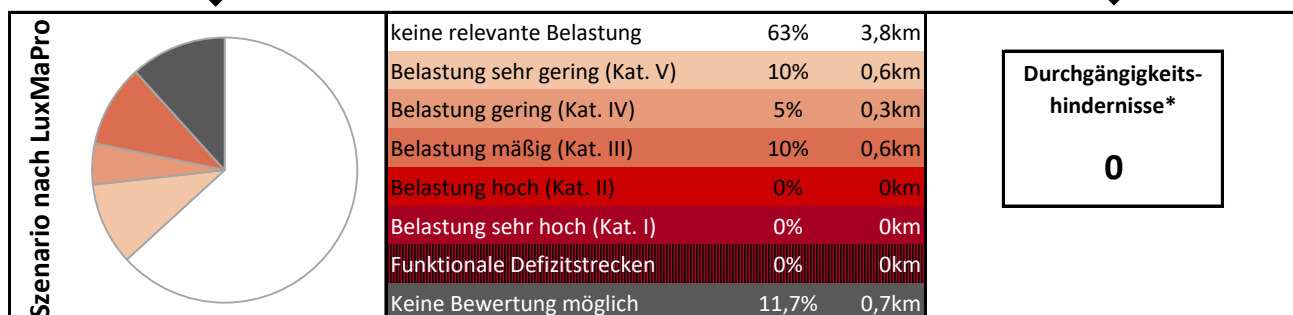 Szenario nach LuxMaPro
keine relevante Belastung 63% 3,8km
Belastung sehr gering (Kat. V) 10% 0,6km
Belastung gering (Kat. IV) 5% 0,3km
Belastung mäßig (Kat. III) 10% 0,6km
Belastung hoch (Kat. II) 0% 0km
Belastung sehr hoch (Kat. I) 0% 0km
Funktionale Defizitstrecken 0% 0km
Keine Bewertung möglich 11,7% 0,7km
Durchgängigkeits-
hindernisse*
0